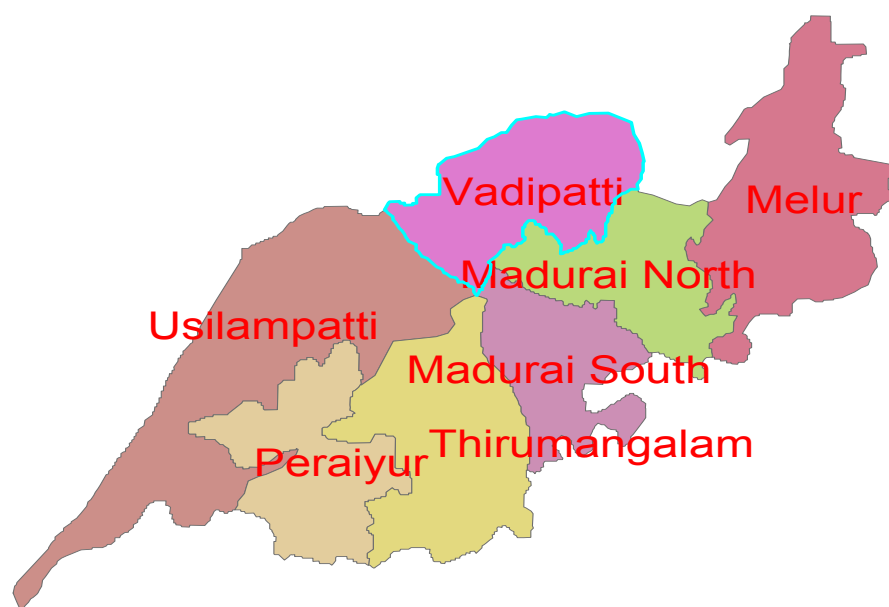 Vadipatti
Melur
Madurai North
Usilampatti
Madurai South
Thirumangalam
Peraiyur